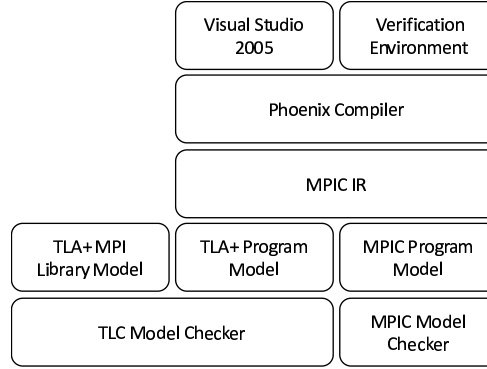 Visual Studio
2005
Verification
Environment
Phoenix Compiler
MPIC IR
TLA+ MPI
Library Model
TLA+ Program
Model
MPIC Program
Model
TLC Model Checker
MPIC Model
Checker